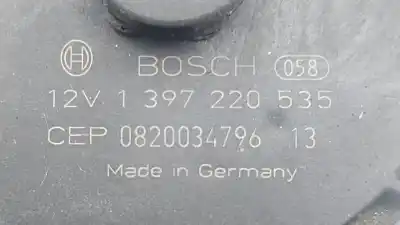 BOSCH 058
12V 1 397 220 535
CEP 0820034796 13
Made in Germany